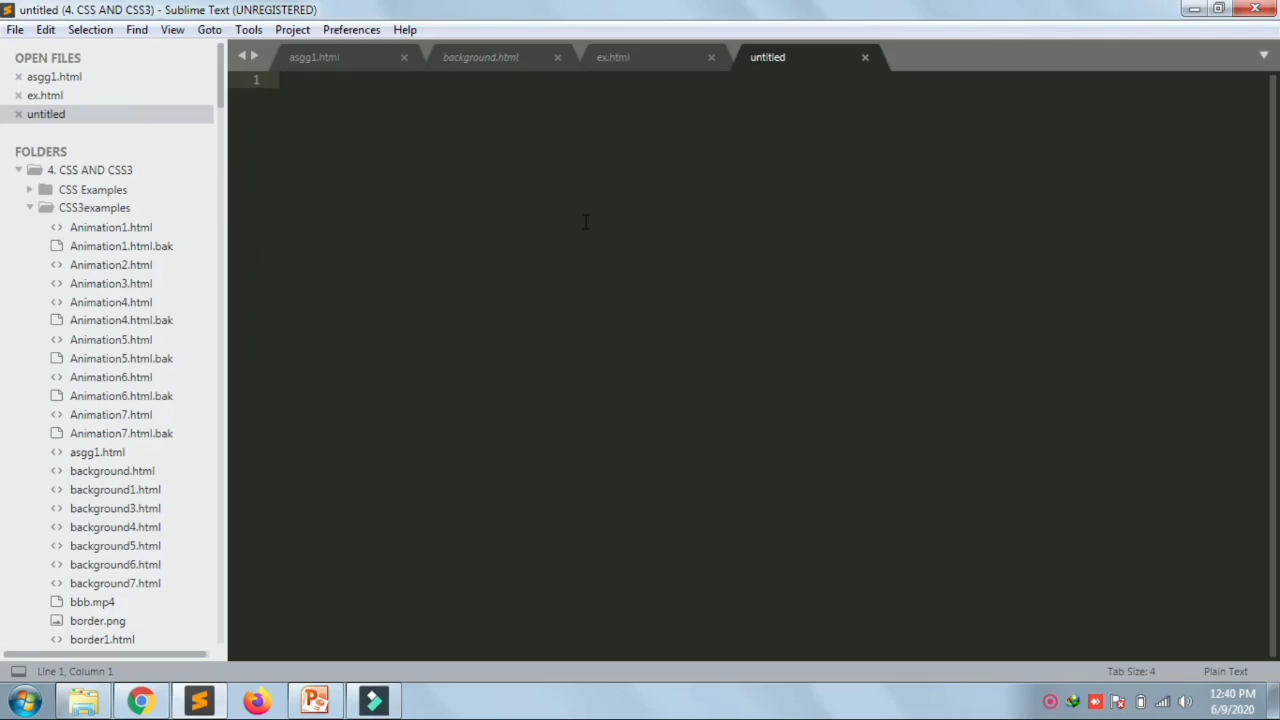 untitled (4. CSS AND CSS3) - Sublime Text (UNREGISTERED)
File Edit Selection Find View Goto Tools Project Preferences Help
OPEN FILES
asgg1.html
ex.html
untitled
FOLDERS
4. CSS AND CSS3
CSS Examples
CSS3examples
Animation1.html
Animation1.html.bak
Animation2.html
Animation3.html
Animation4.html
Animation4.html.bak
Animation5.html
Animation5.html.bak
Animation6.html
Animation6.html.bak
Animation7.html
Animation7.html.bak
asgg1.html
background.html
background1.html
background3.html
background4.html
background5.html
background6.html
background7.html
bbb.mp4
border.png
border1.html
asgg1.html background.html ex.html untitled
1
Line 1, Column 1 Tab Size: 4 Plain Text
12:40 PM
6/9/2020